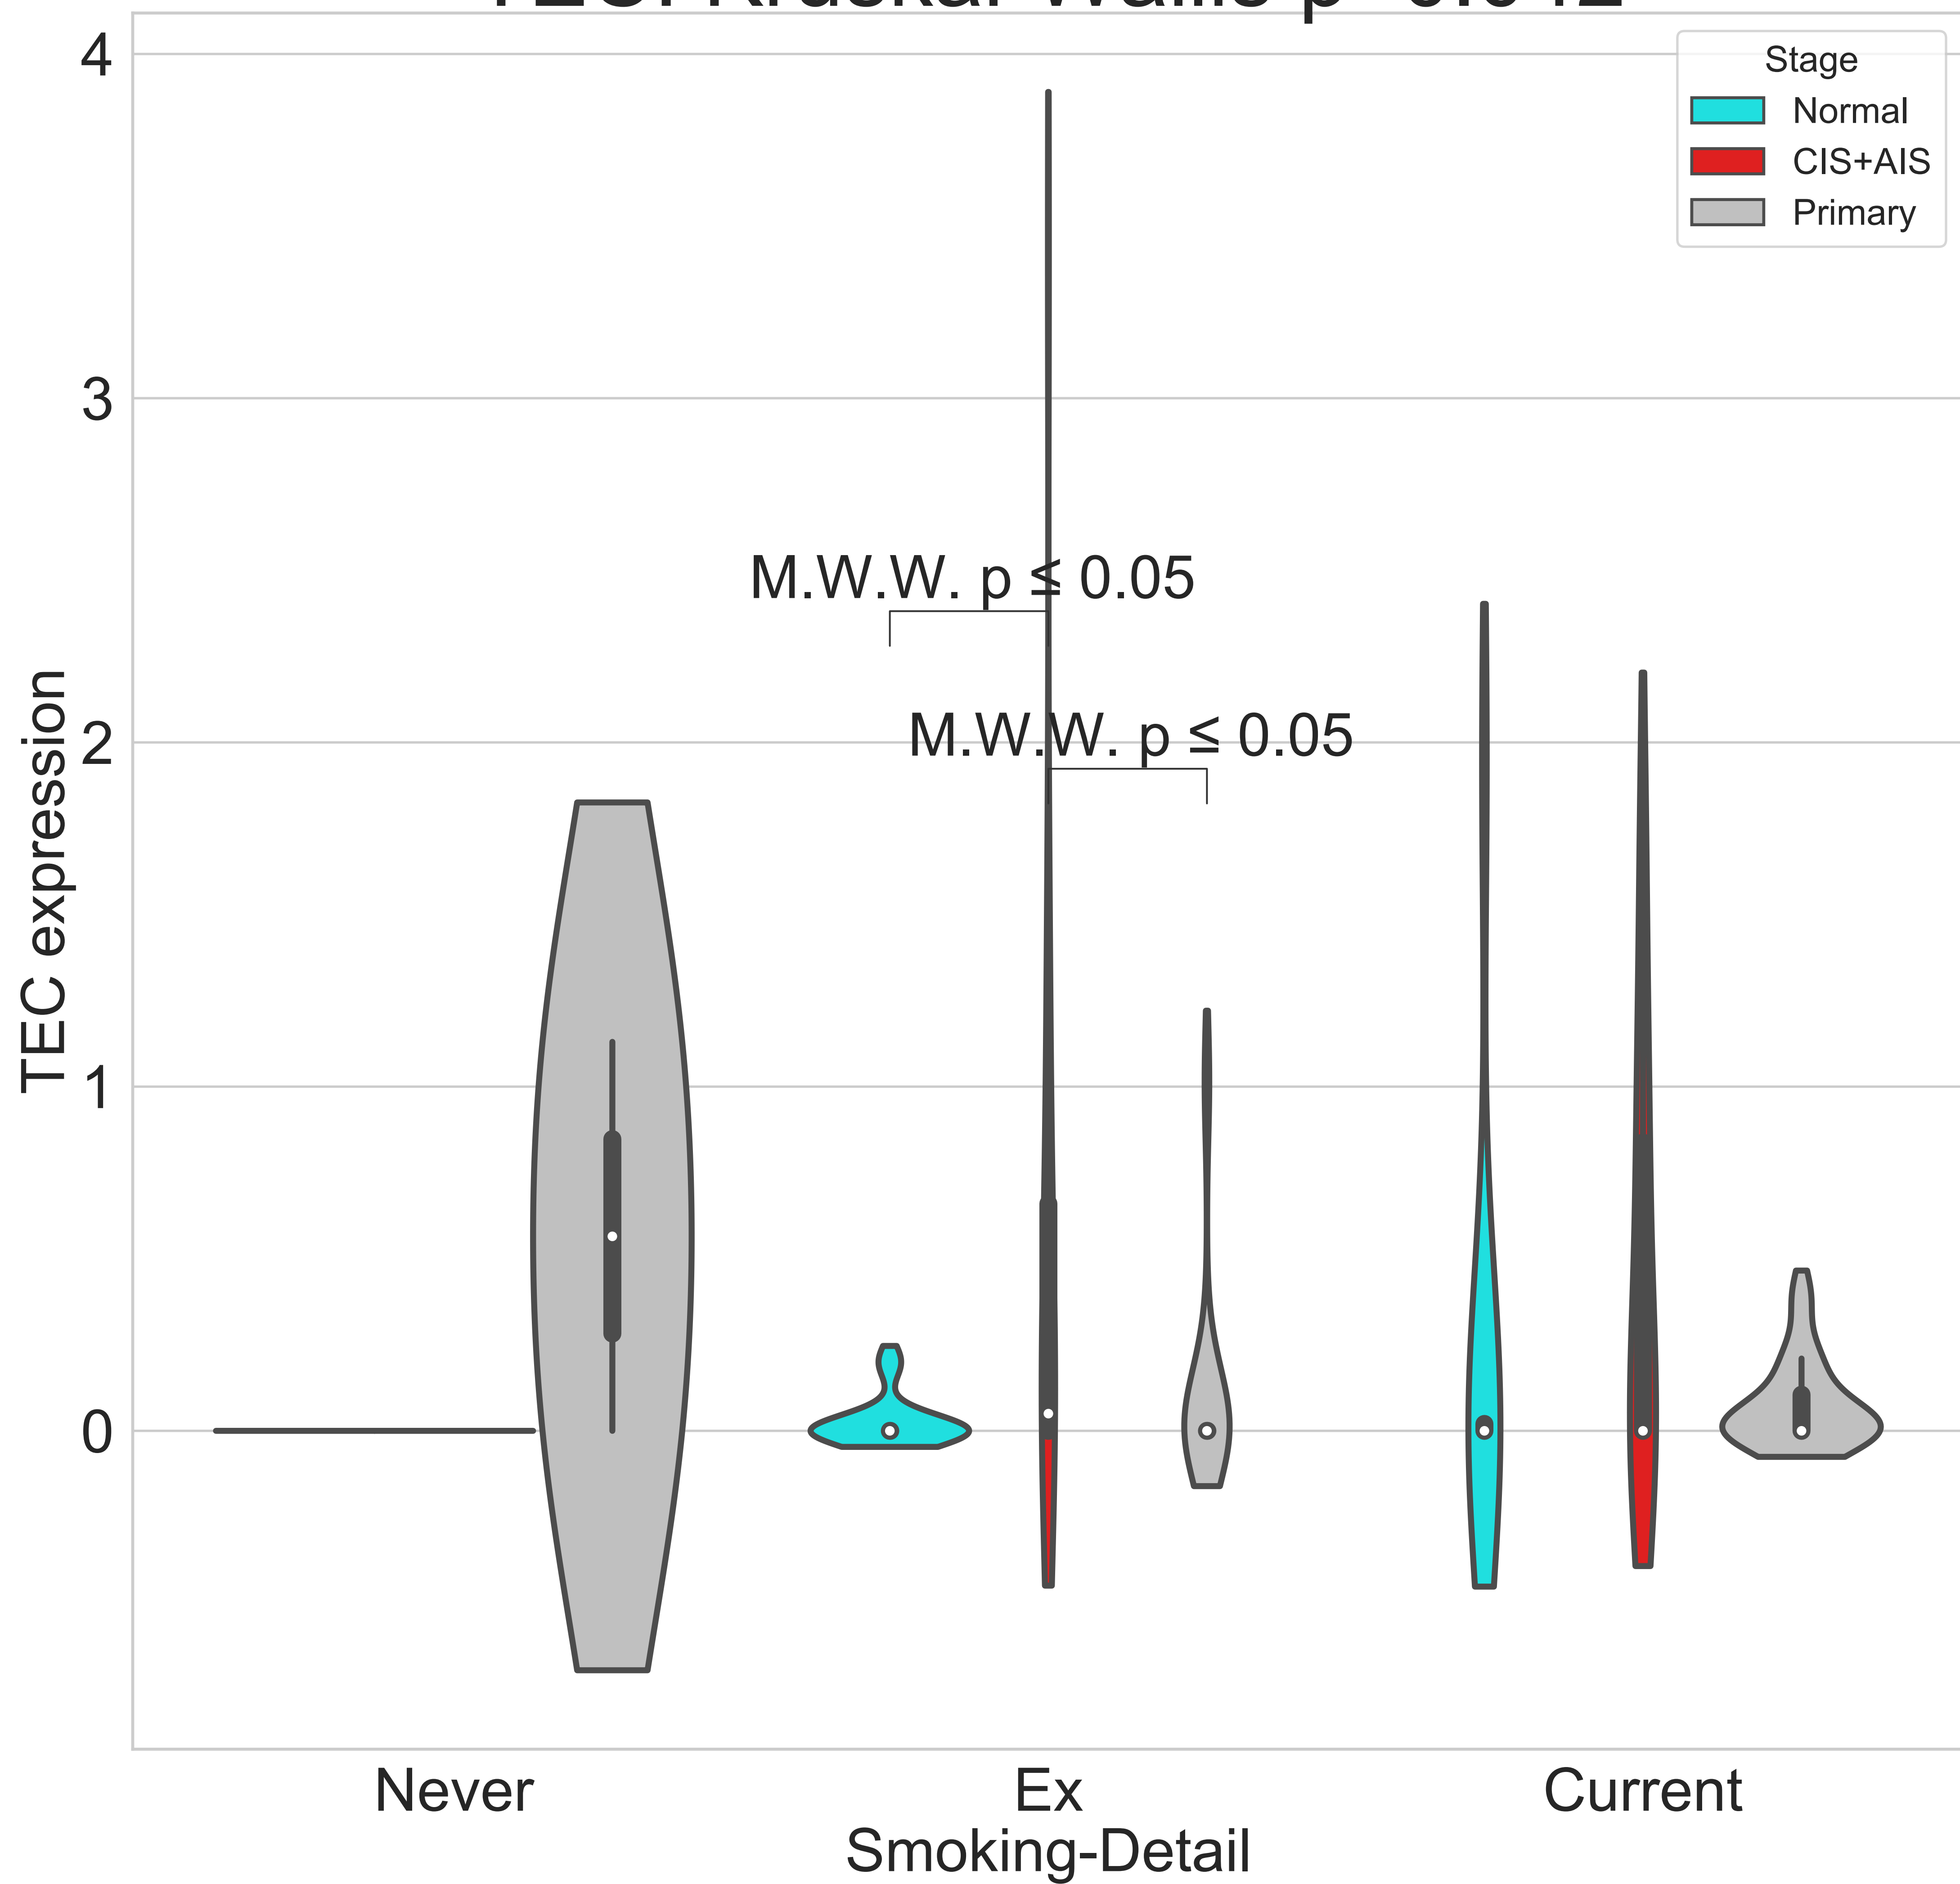 4
Stage
Normal
CIS+AIS
Primary
3
M.W.W. p ≤ 0.05
M.W.W. p ≤ 0.05
2
TEC expression
1
0
Never
Ex
Current
Smoking-Detail